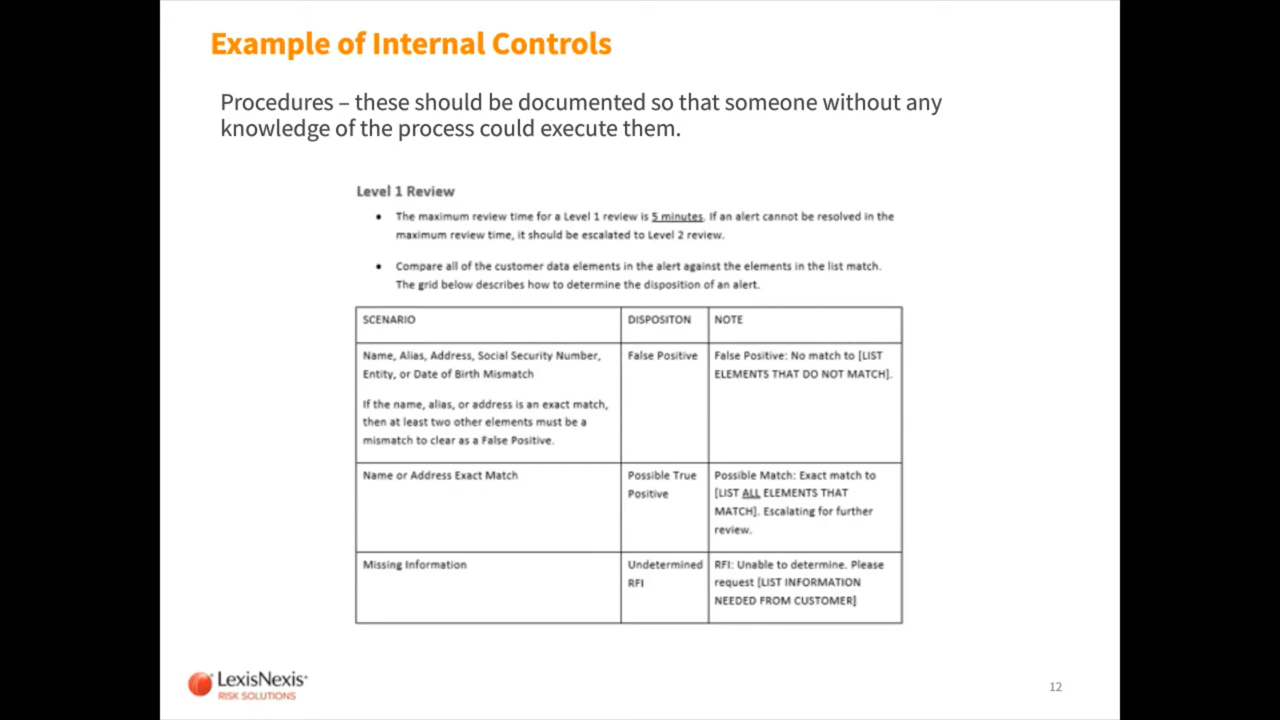 Example of Internal Controls
Procedures – these should be documented so that someone without any
knowledge of the process could execute them.
Level 1 Review
• The maximum review time for a Level 1 review is 5 minutes. If an alert cannot be resolved in the
maximum review time, it should be escalated to Level 2 review.
• Compare all of the customer data elements in the alert against the elements in the list match.
The grid below describes how to determine the disposition of an alert.
SCENARIO DISPOSITON NOTE
Name, Alias, Address, Social Security Number,
Entity, or Date of Birth Mismatch
If the name, alias, or address is an exact match,
then at least two other elements must be a
mismatch to clear as a False Positive.
False Positive
False Positive: No match to [LIST
ELEMENTS THAT DO NOT MATCH].
Name or Address Exact Match
Possible True
Positive
Possible Match: Exact match to
[LIST ALL ELEMENTS THAT
MATCH]. Escalating for further
review.
Missing Information
Undetermined
RFI
RFI: Unable to determine. Please
request [LIST INFORMATION
NEEDED FROM CUSTOMER]
LexisNexis
RISK SOLUTIONS
12